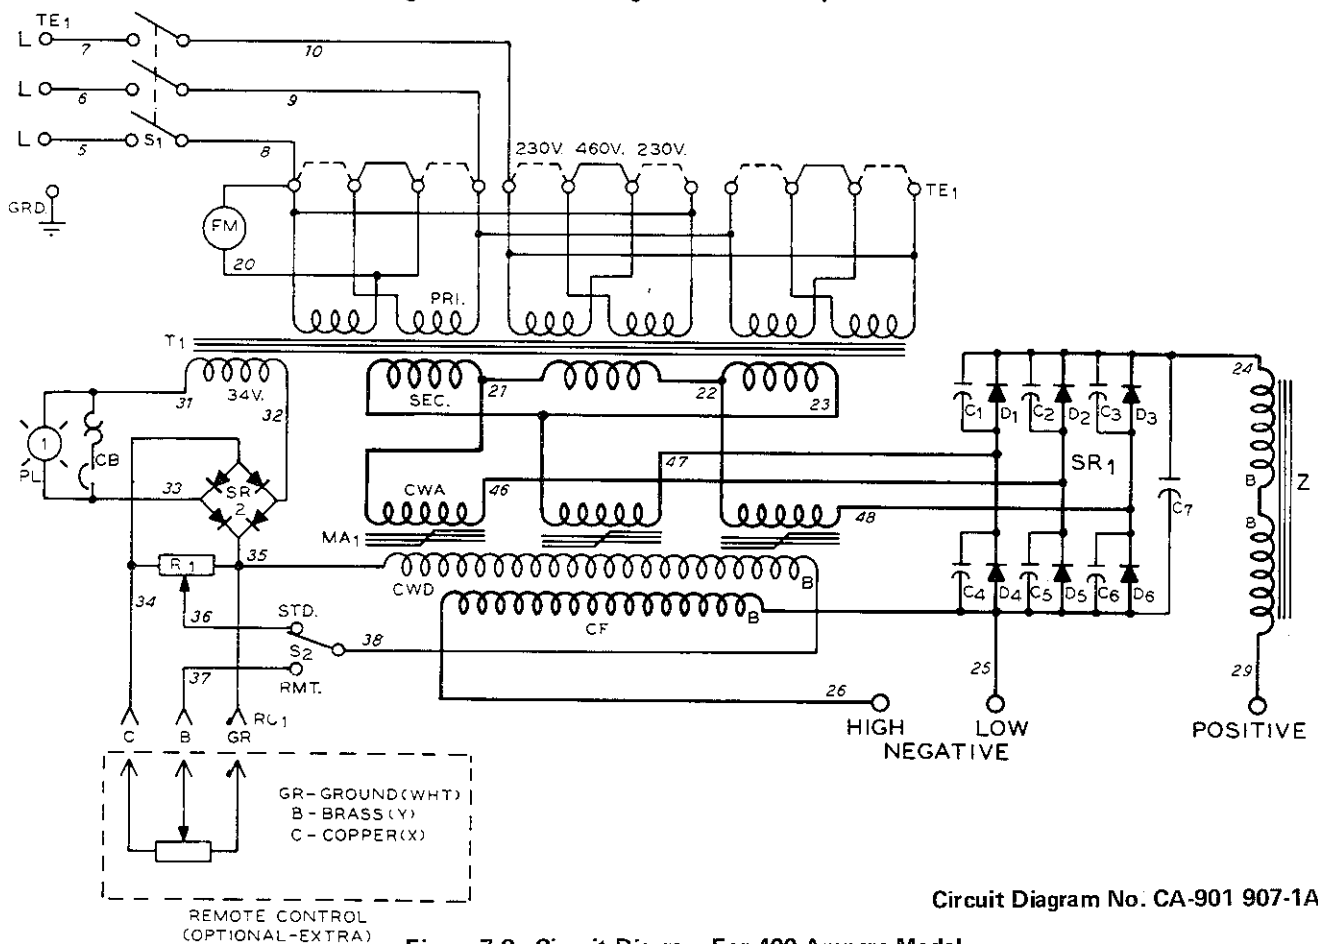 TE1
L 7 10
L 6 9
L 5 S1 8
GRD.
230V. 460V. 230V.
TE1
FM
20
PRI.
T1
31 34V. 32
SEC. 21 22 23
24
C1 D1 C2 D2 C3 D3
SR1
C7
B
B
Z
1
PL. CB
33
SR
2
47
46
CWA
48
MA1
R1 35
CWD B
CF B
C4 D4 C5 D5 C6 D6
34
36 STD.
S2 38
37 RMT.
26 25 29
HIGH LOW
NEGATIVE
POSITIVE
C B GR RC1
GR-GROUND(WHT)
B-BRASS(Y)
C-COPPER(X)
REMOTE CONTROL
(OPTIONAL-EXTRA)
Circuit Diagram No. CA-901 907-1A